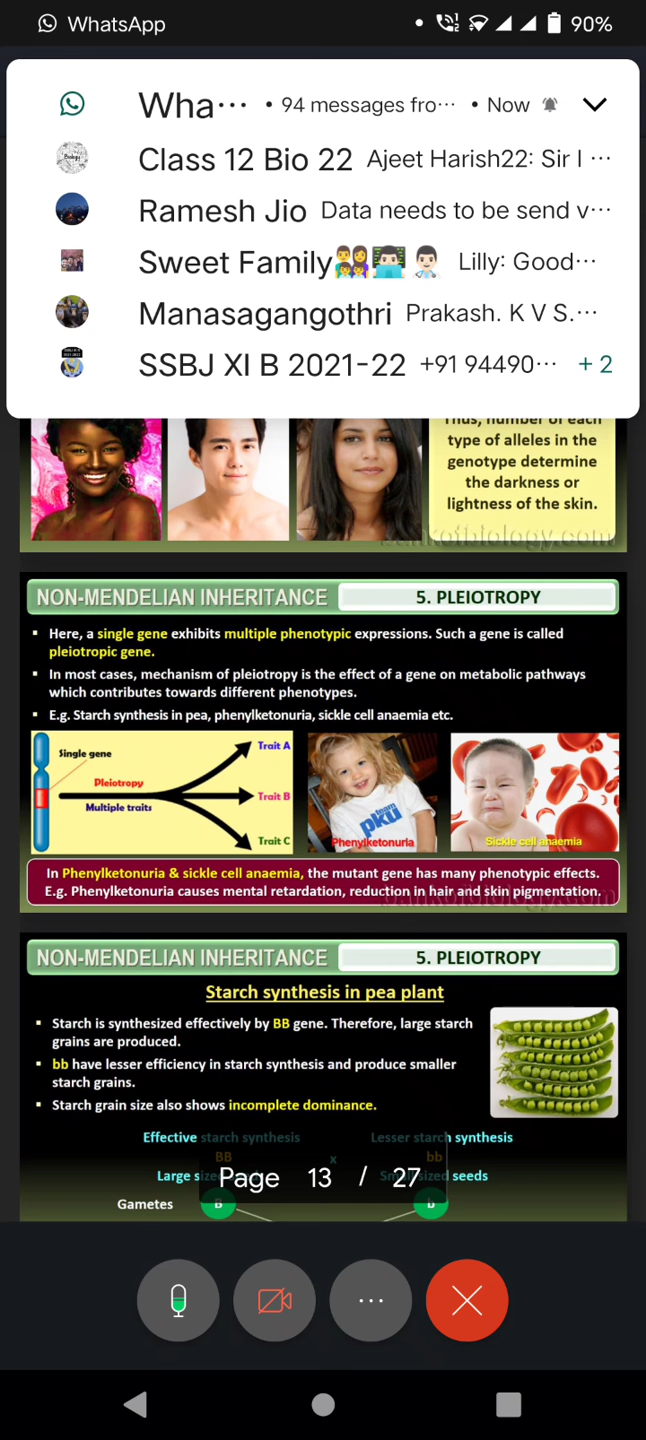 WhatsApp
90%
Wha··· • 94 messages fro··· • Now
Class 12 Bio 22 Ajeet Harish22: Sir I ···
Ramesh Jio Data needs to be send v···
Sweet Family👨‍👩‍👧‍👦👨🏻‍💻👨🏻‍⚕️ Lilly: Good···
Manasagangothri Prakash. K V S.···
SSBJ XI B 2021-22 +91 94490··· + 2
Thus, number of each
type of alleles in the
genotype determine
the darkness or
lightness of the skin.
NON-MENDELIAN INHERITANCE 5. PLEIOTROPY
▪ Here, a single gene exhibits multiple phenotypic expressions. Such a gene is called
pleiotropic gene.
▪ In most cases, mechanism of pleiotropy is the effect of a gene on metabolic pathways
which contributes towards different phenotypes.
▪ E.g. Starch synthesis in pea, phenylketonuria, sickle cell anaemia etc.
Single gene
Pleiotropy
Multiple traits
Trait A
Trait B
Trait C
team
pku
Phenylketonuria
Sickle cell anaemia
In Phenylketonuria & sickle cell anaemia, the mutant gene has many phenotypic effects.
E.g. Phenylketonuria causes mental retardation, reduction in hair and skin pigmentation.
NON-MENDELIAN INHERITANCE 5. PLEIOTROPY
Starch synthesis in pea plant
▪ Starch is synthesized effectively by BB gene. Therefore, large starch
grains are produced.
▪ bb have lesser efficiency in starch synthesis and produce smaller
starch grains.
▪ Starch grain size also shows incomplete dominance.
Effective starch synthesis Lesser starch synthesis
BB x bb
Page 13 / 27
Gametes B b